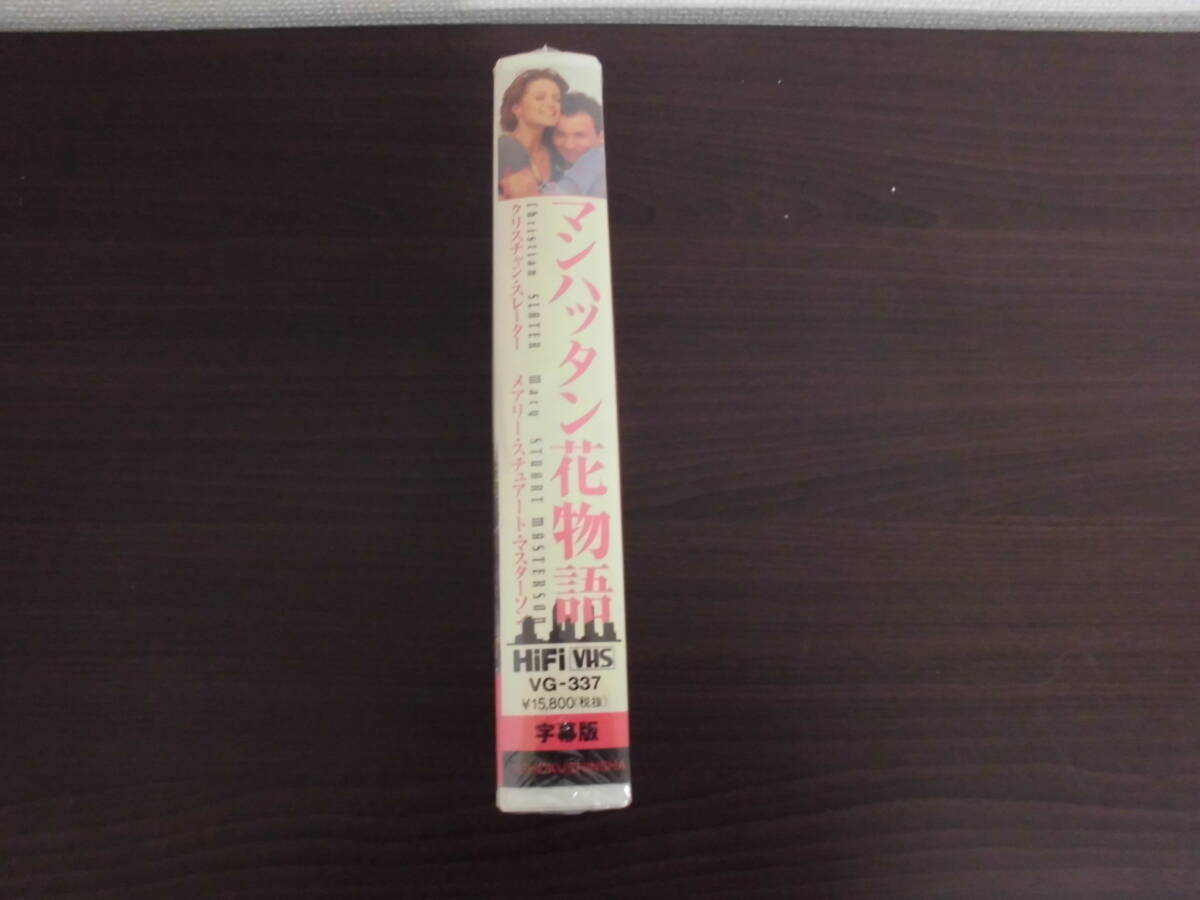 マンハッタン花物語
Christian SLATER Mary STUART MASTERSON
クリスチャン・スレーター メアリー・スチュアート・マスターソン
HiFi VHS
VG-337
¥15,800(税抜)
字幕版